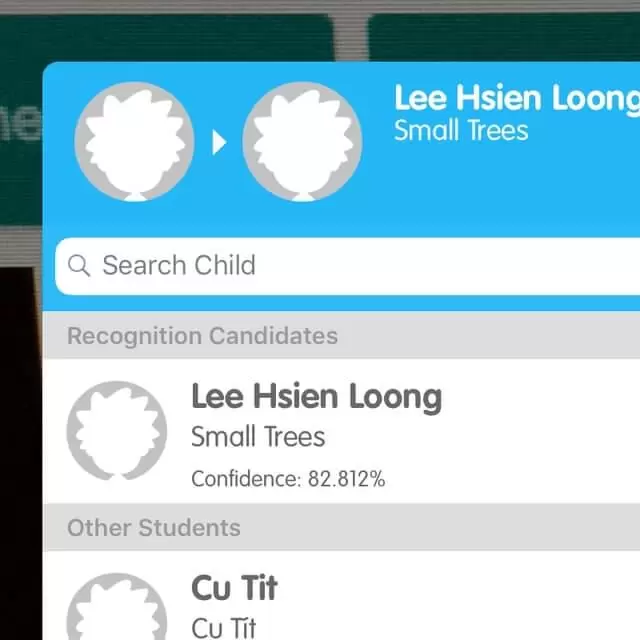 Lee Hsien Loong
Small Trees
Search Child
Recognition Candidates
Lee Hsien Loong
Small Trees
Confidence: 82.812%
Other Students
Cu Tit
Cu Tít